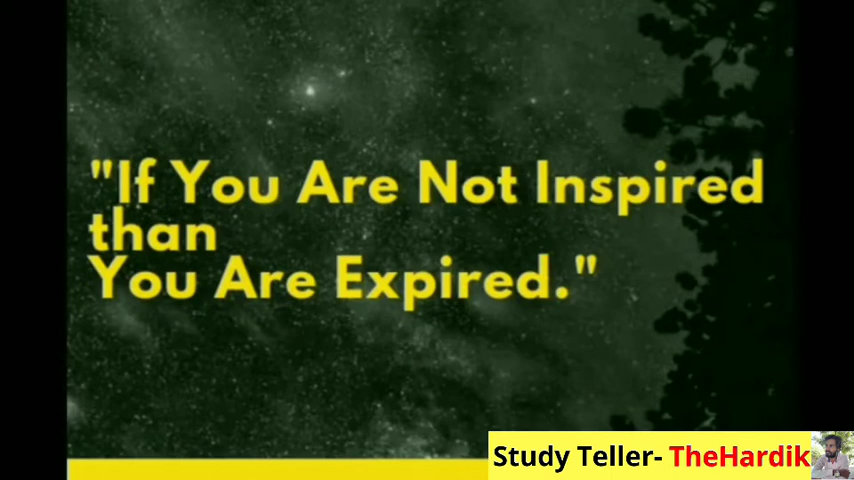 "If You Are Not Inspired
than
You Are Expired."
Study Teller- TheHardik